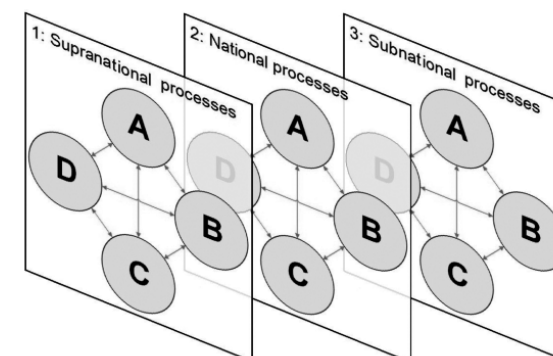 1: Supranational processes
A
D
B
C
2: National processes
A
D
B
C
3: Subnational processes
A
D
B
C